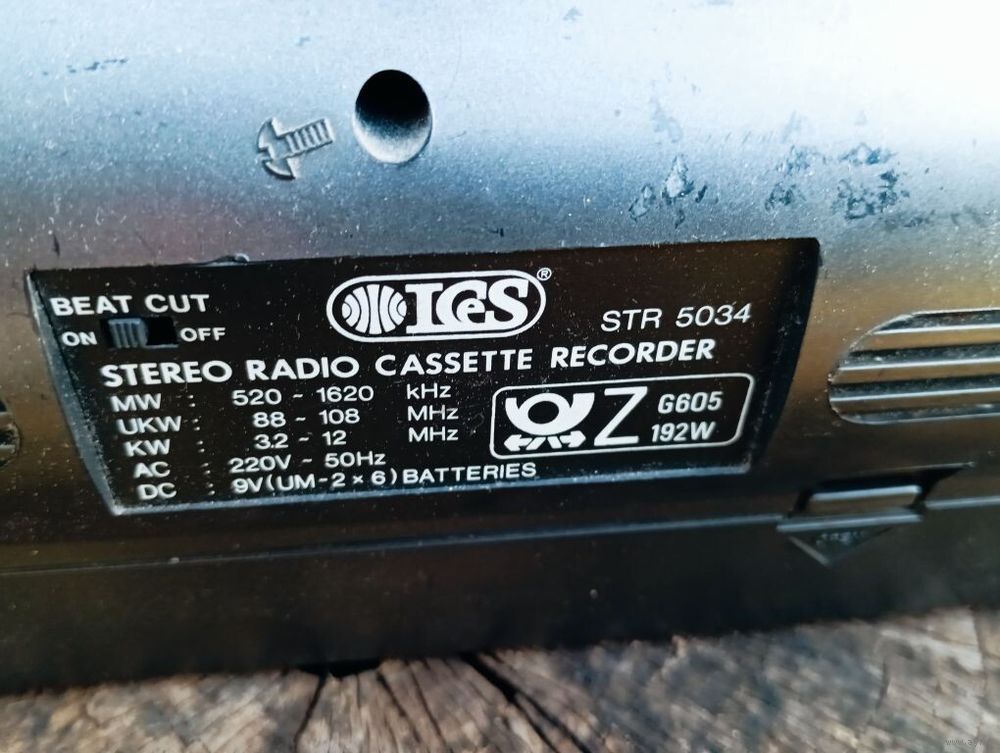 BEAT CUT
ON OFF
ICeS ®
STR 5034
STEREO RADIO CASSETTE RECORDER
MW : 520 ~ 1620 kHz
UKW : 88 ~ 108 MHz
KW : 3.2 ~ 12 MHz
AC : 220V ~ 50Hz
DC : 9V(UM-2 × 6) BATTERIES
Z G605
192W